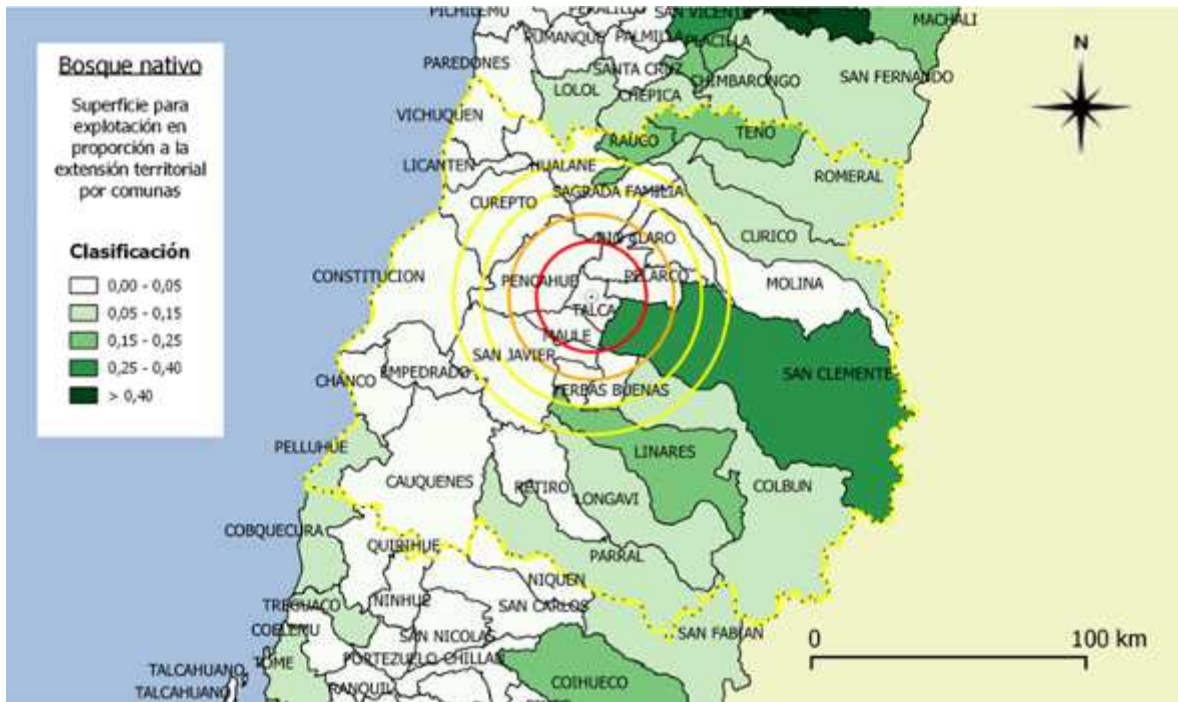 Bosque nativo
Superficie para
explotación en
proporción a la
extensión territorial
por comunas
Clasificación
0,00 - 0,05
0,05 - 0,15
0,15 - 0,25
0,25 - 0,40
> 0,40
N
PICHILEMU
PERALILLO
SAN VICENTE
MACHALI
PUMANQUE
PALMILLA
PLACILLA
PAREDONES
SANTA CRUZ
CHIMBARONGO
SAN FERNANDO
LOLOL
CHEPICA
VICHUQUEN
RAUCO
TENO
LICANTEN
HUALANE
ROMERAL
CUREPTO
SAGRADA FAMILIA
RIO CLARO
CURICO
CONSTITUCION
PENCAHUE
PELARCO
MOLINA
TALCA
MAULE
SAN JAVIER
CHANCO
EMPEDRADO
YERBAS BUENAS
SAN CLEMENTE
PELLUHUE
LINARES
CAUQUENES
RETIRO
LONGAVI
COLBUN
COBQUECURA
QUIRIHUE
PARRAL
NIQUEN
TREGUACO
NINHUE
SAN CARLOS
COELEMU
SAN NICOLAS
SAN FABIAN
0
100 km
TALCAHUANO
TOME
PORTEZUELO
CHILLAN
TALCAHUANO
RANQUIL
COIHUECO